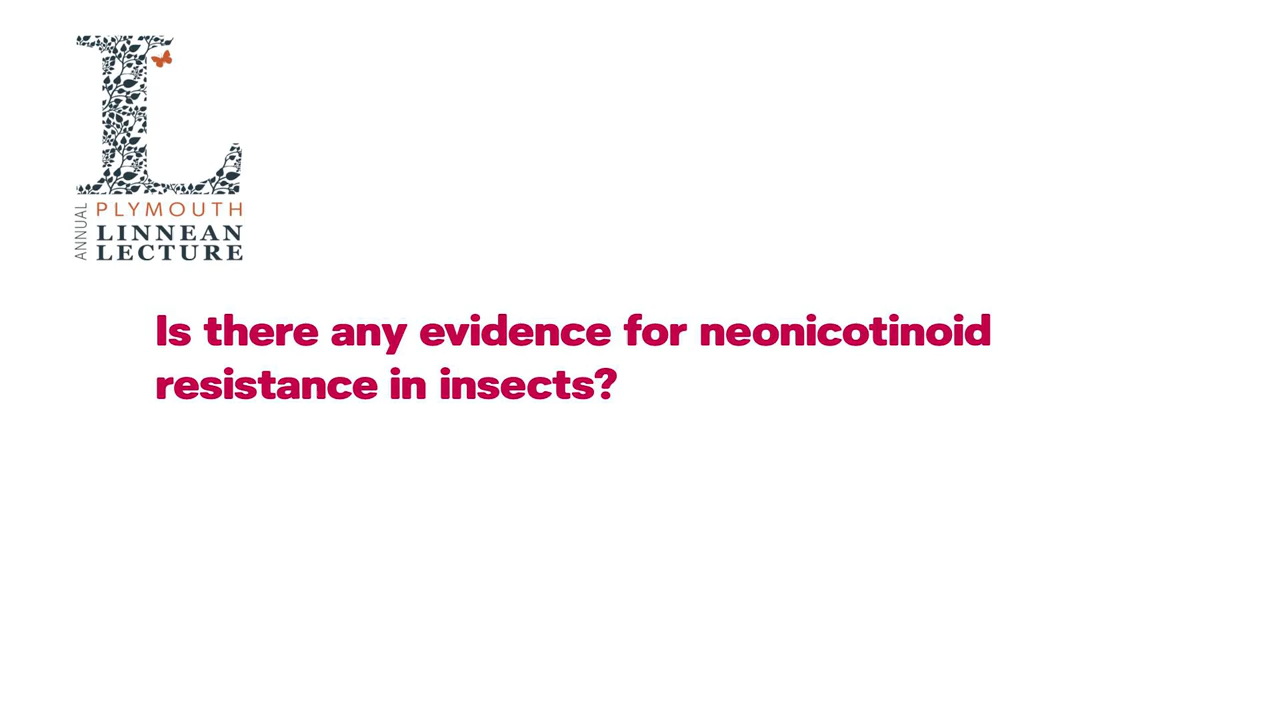 L
ANNUAL
PLYMOUTH
LINNEAN
LECTURE
Is there any evidence for neonicotinoid
resistance in insects?